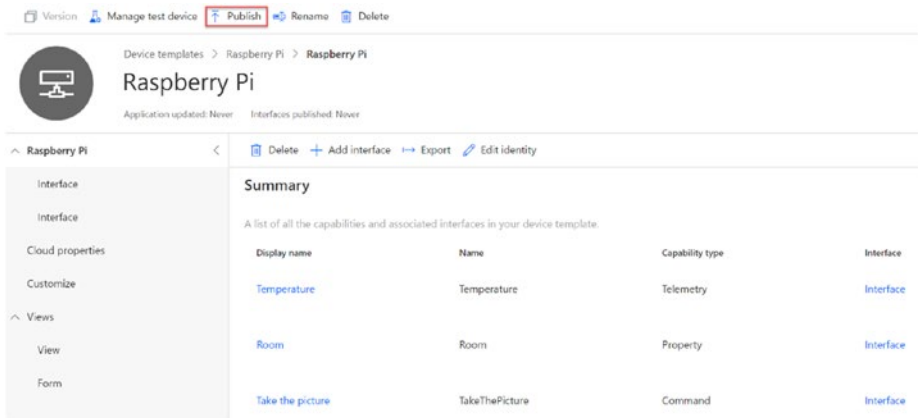 Version Manage test device Publish Rename Delete
Device templates > Raspberry Pi > Raspberry Pi
Raspberry Pi
Application updated: Never Interfaces published: Never
Raspberry Pi
Delete Add interface Export Edit identity
Interface
Interface
Cloud properties
Customize
Views
View
Form
Summary
A list of all the capabilities and associated interfaces in your device template.
Display name Name Capability type Interface
Temperature Temperature Telemetry Interface
Room Room Property Interface
Take the picture TakeThePicture Command Interface